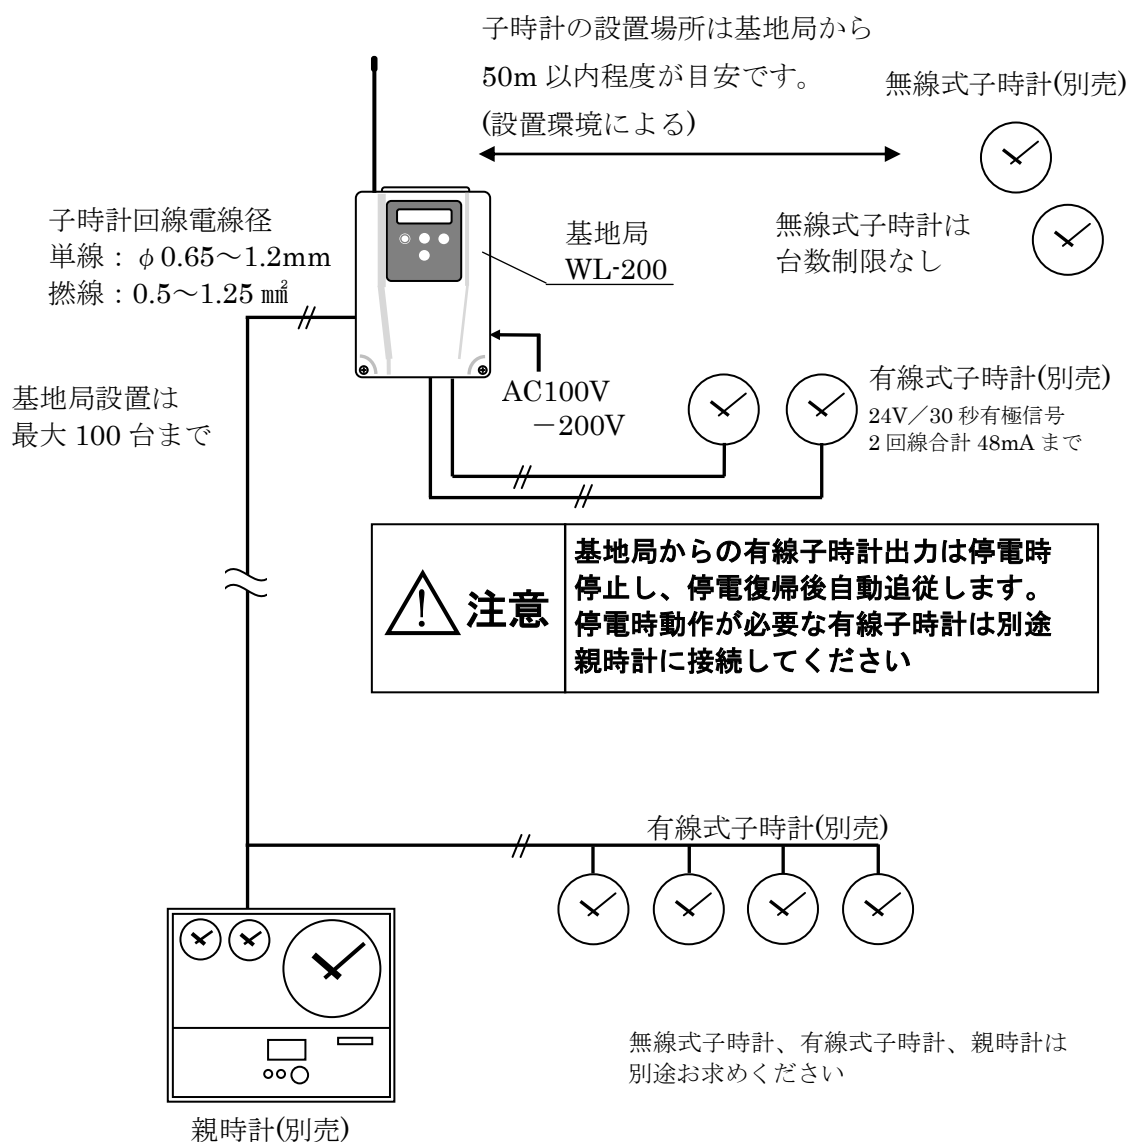 子時計の設置場所は基地局から
50m 以内程度が目安です。
(設置環境による)
無線式子時計(別売)
子時計回線電線径
単線：φ0.65～1.2mm
撚線：0.5～1.25 ㎟
基地局
WL-200
無線式子時計は
台数制限なし
基地局設置は
最大 100 台まで
AC100V
－200V
有線式子時計(別売)
24V／30 秒有極信号
2 回線合計 48mA まで
注意
基地局からの有線子時計出力は停電時
停止し、停電復帰後自動追従します。
停電時動作が必要な有線子時計は別途
親時計に接続してください
有線式子時計(別売)
無線式子時計、有線式子時計、親時計は
別途お求めください
親時計(別売)